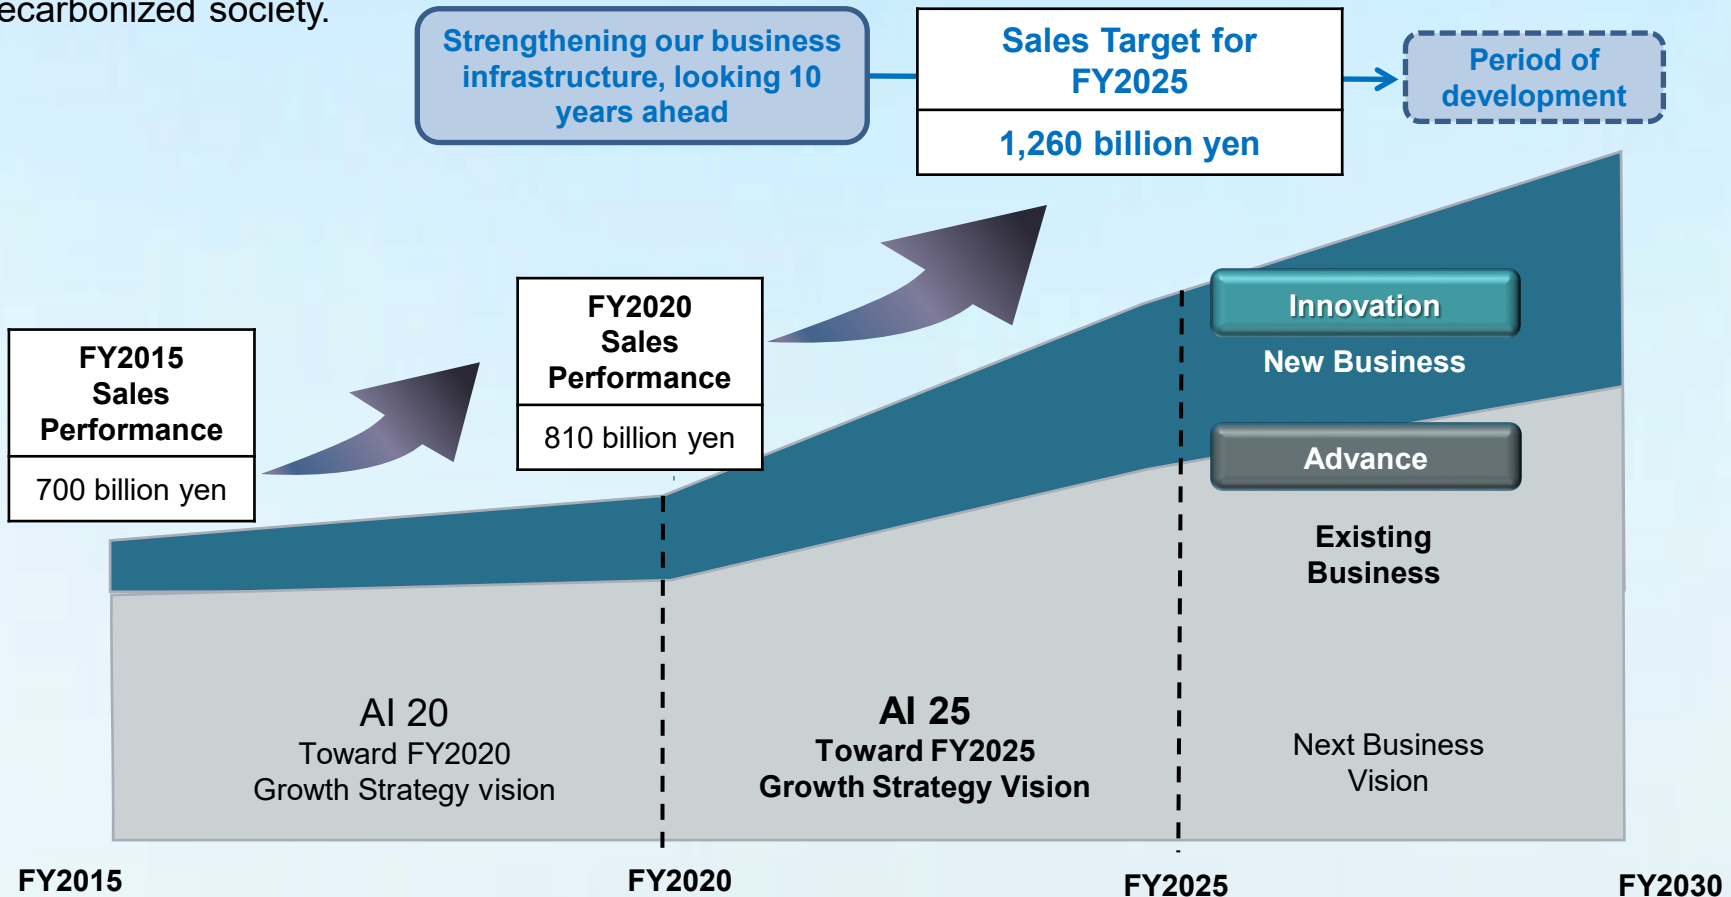 ecarbonized society.
Strengthening our business
infrastructure, looking 10
years ahead
Sales Target for
FY2025
1,260 billion yen
Period of
development
FY2015
Sales
Performance
700 billion yen
FY2020
Sales
Performance
810 billion yen
Innovation
New Business
Advance
Existing
Business
AI 20
Toward FY2020
Growth Strategy vision
AI 25
Toward FY2025
Growth Strategy Vision
Next Business
Vision
FY2015
FY2020
FY2025
FY2030